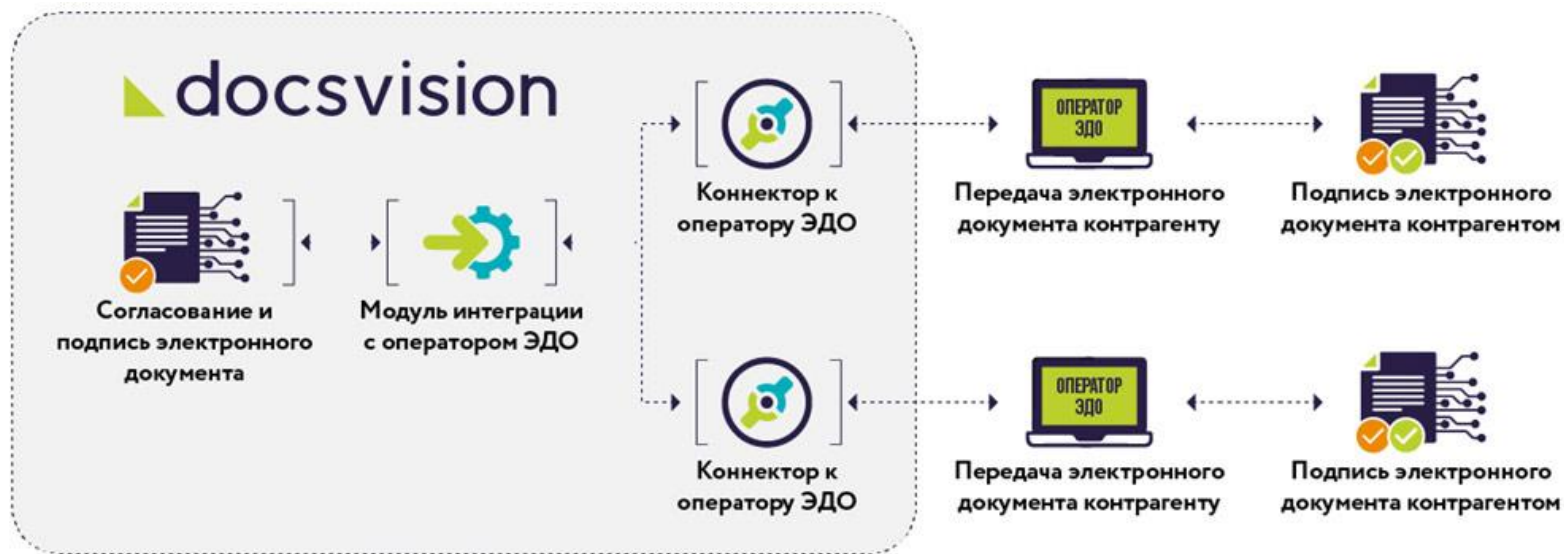 docsvision
Согласование и
подпись электронного
документа
Модуль интеграции
с оператором ЭДО
Коннектор к
оператору ЭДО
ОПЕРАТОР
ЭДО
Передача электронного
документа контрагенту
Подпись электронного
документа контрагентом
Коннектор к
оператору ЭДО
ОПЕРАТОР
ЭДО
Передача электронного
документа контрагенту
Подпись электронного
документа контрагентом